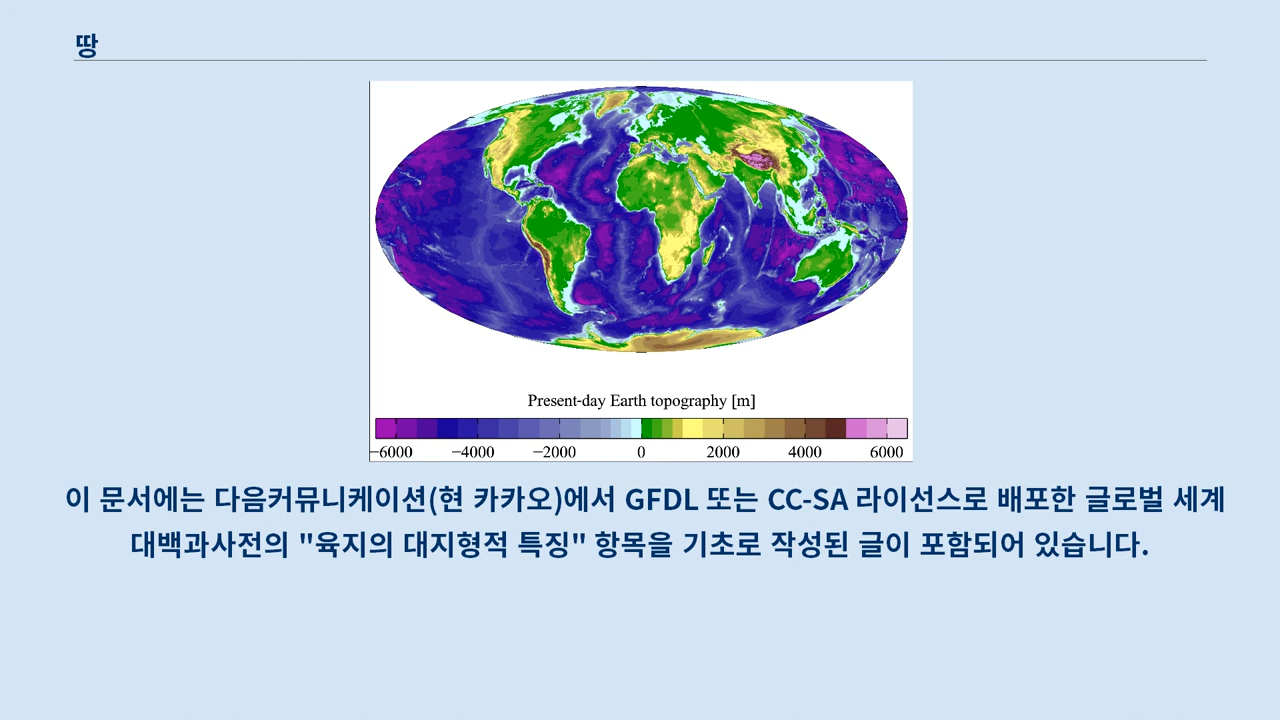 땅
Present-day Earth topography [m]
−6000 −4000 −2000 0 2000 4000 6000
이 문서에는 다음커뮤니케이션(현 카카오)에서 GFDL 또는 CC-SA 라이선스로 배포한 글로벌 세계
대백과사전의 "육지의 대지형적 특징" 항목을 기초로 작성된 글이 포함되어 있습니다.